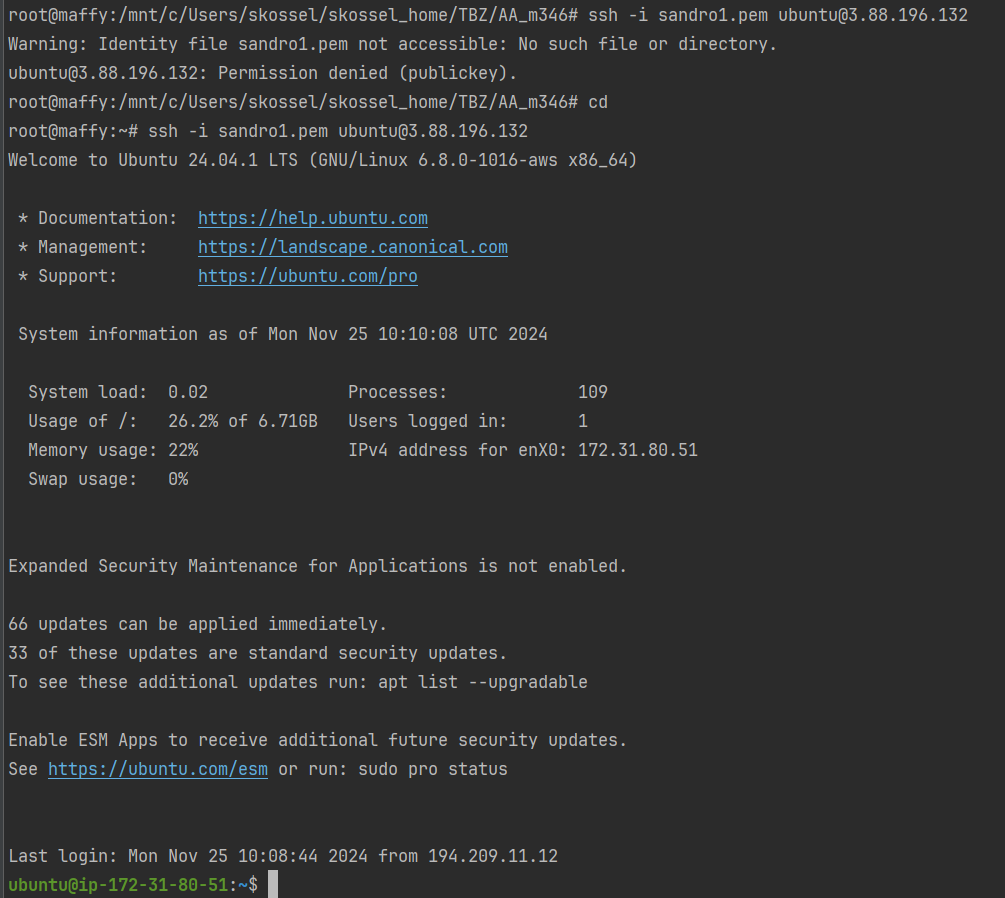 root@maffy:/mnt/c/Users/skossel/skossel_home/TBZ/AA_m346# ssh -i sandro1.pem ubuntu@3.88.196.132
Warning: Identity file sandro1.pem not accessible: No such file or directory.
ubuntu@3.88.196.132: Permission denied (publickey).
root@maffy:/mnt/c/Users/skossel/skossel_home/TBZ/AA_m346# cd
root@maffy:~# ssh -i sandro1.pem ubuntu@3.88.196.132
Welcome to Ubuntu 24.04.1 LTS (GNU/Linux 6.8.0-1016-aws x86_64)

 * Documentation:  https://help.ubuntu.com
 * Management:     https://landscape.canonical.com
 * Support:        https://ubuntu.com/pro

 System information as of Mon Nov 25 10:10:08 UTC 2024

  System load:  0.02              Processes:             109
  Usage of /:   26.2% of 6.71GB   Users logged in:       1
  Memory usage: 22%               IPv4 address for enX0: 172.31.80.51
  Swap usage:   0%

Expanded Security Maintenance for Applications is not enabled.

66 updates can be applied immediately.
33 of these updates are standard security updates.
To see these additional updates run: apt list --upgradable

Enable ESM Apps to receive additional future security updates.
See https://ubuntu.com/esm or run: sudo pro status

Last login: Mon Nov 25 10:08:44 2024 from 194.209.11.12
ubuntu@ip-172-31-80-51:~$